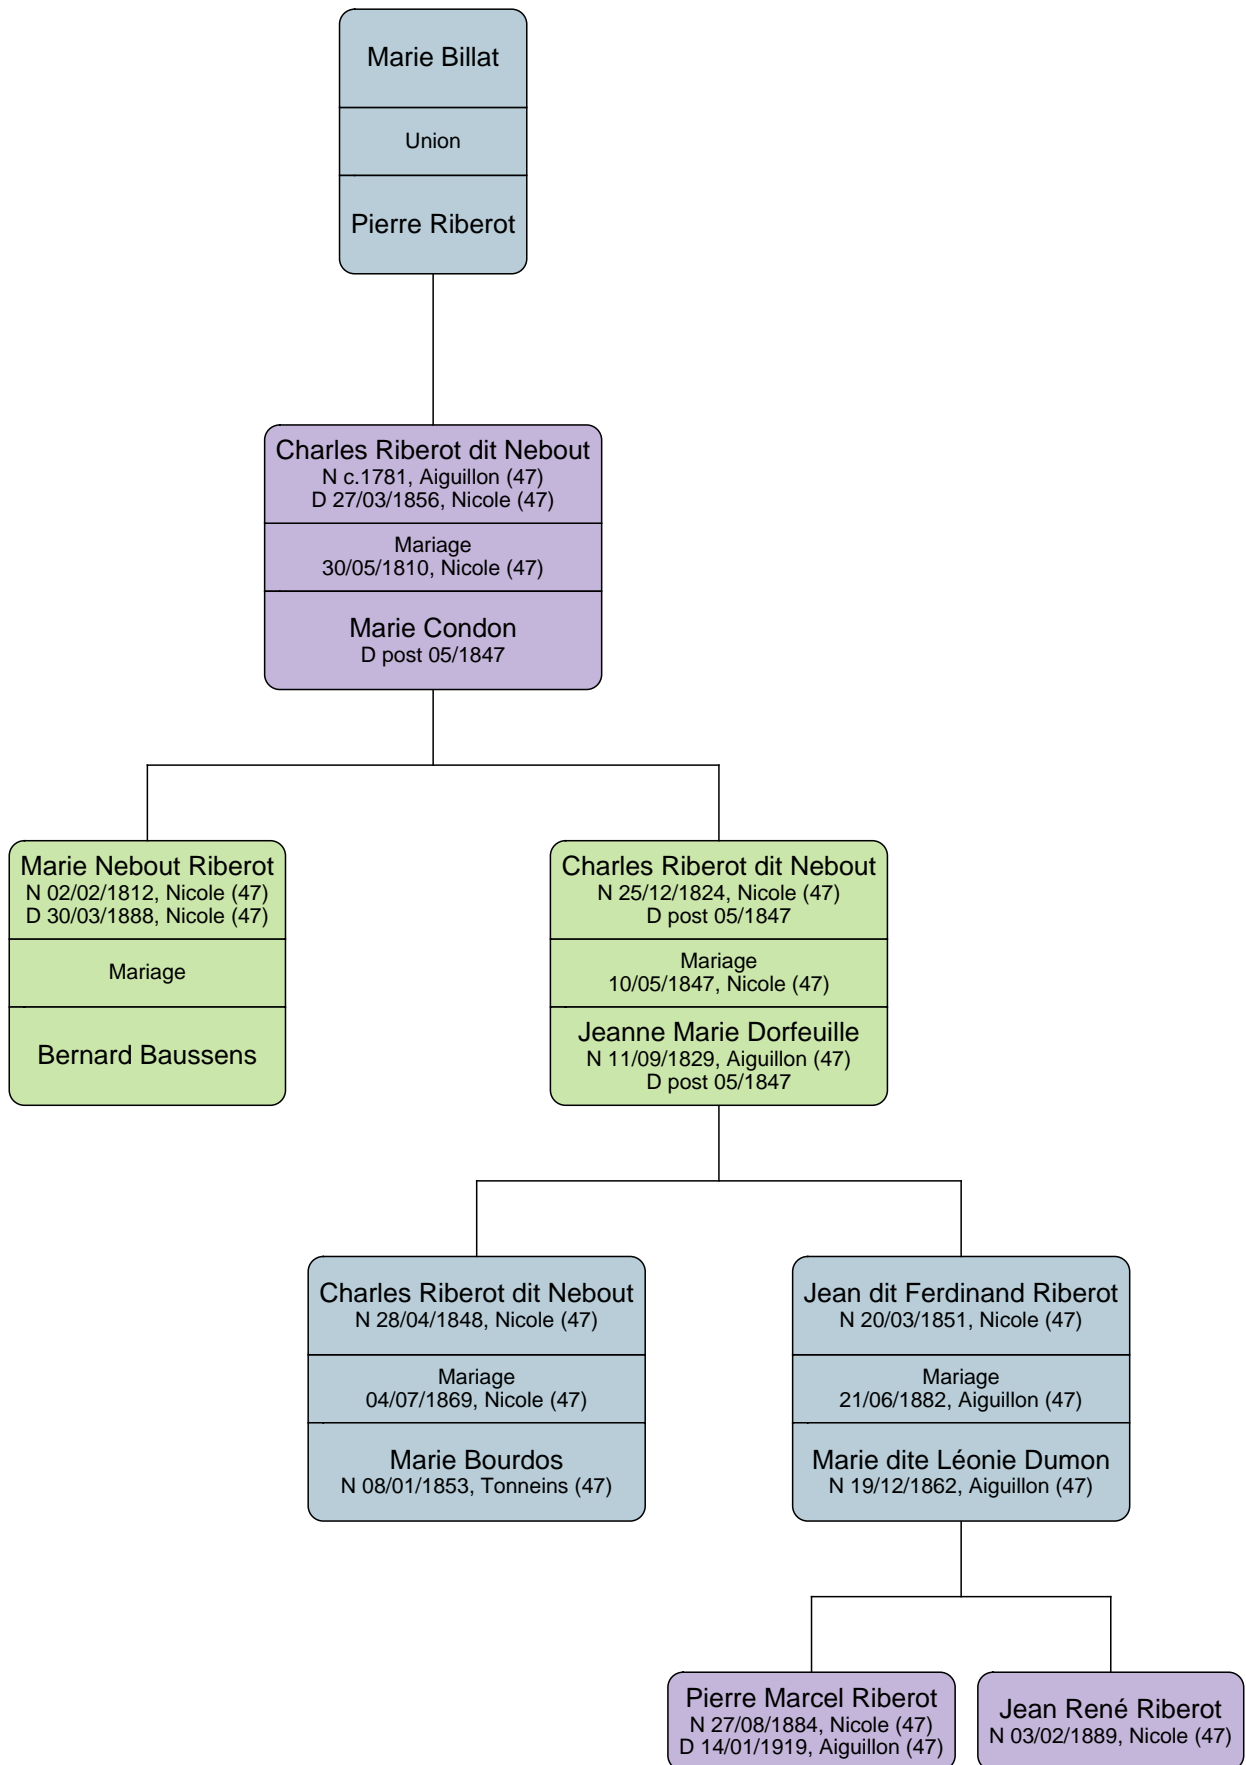 Marie Billat
Union
Pierre Riberot
Charles Riberot dit Nebout
N c.1781, Aiguillon (47)
D 27/03/1856, Nicole (47)
Mariage
30/05/1810, Nicole (47)
Marie Condon
D post 05/1847
Marie Nebout Riberot
N 02/02/1812, Nicole (47)
D 30/03/1888, Nicole (47)
Mariage
Bernard Baussens
Charles Riberot dit Nebout
N 25/12/1824, Nicole (47)
D post 05/1847
Mariage
10/05/1847, Nicole (47)
Jeanne Marie Dorfeuille
N 11/09/1829, Aiguillon (47)
D post 05/1847
Charles Riberot dit Nebout
N 28/04/1848, Nicole (47)
Mariage
04/07/1869, Nicole (47)
Marie Bourdos
N 08/01/1853, Tonneins (47)
Jean dit Ferdinand Riberot
N 20/03/1851, Nicole (47)
Mariage
21/06/1882, Aiguillon (47)
Marie dite Léonie Dumon
N 19/12/1862, Aiguillon (47)
Pierre Marcel Riberot
N 27/08/1884, Nicole (47)
D 14/01/1919, Aiguillon (47)
Jean René Riberot
N 03/02/1889, Nicole (47)